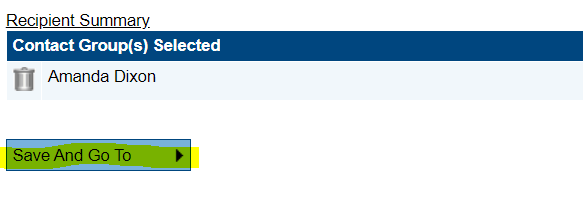 Recipient Summary
Contact Group(s) Selected
Amanda Dixon
Save And Go To